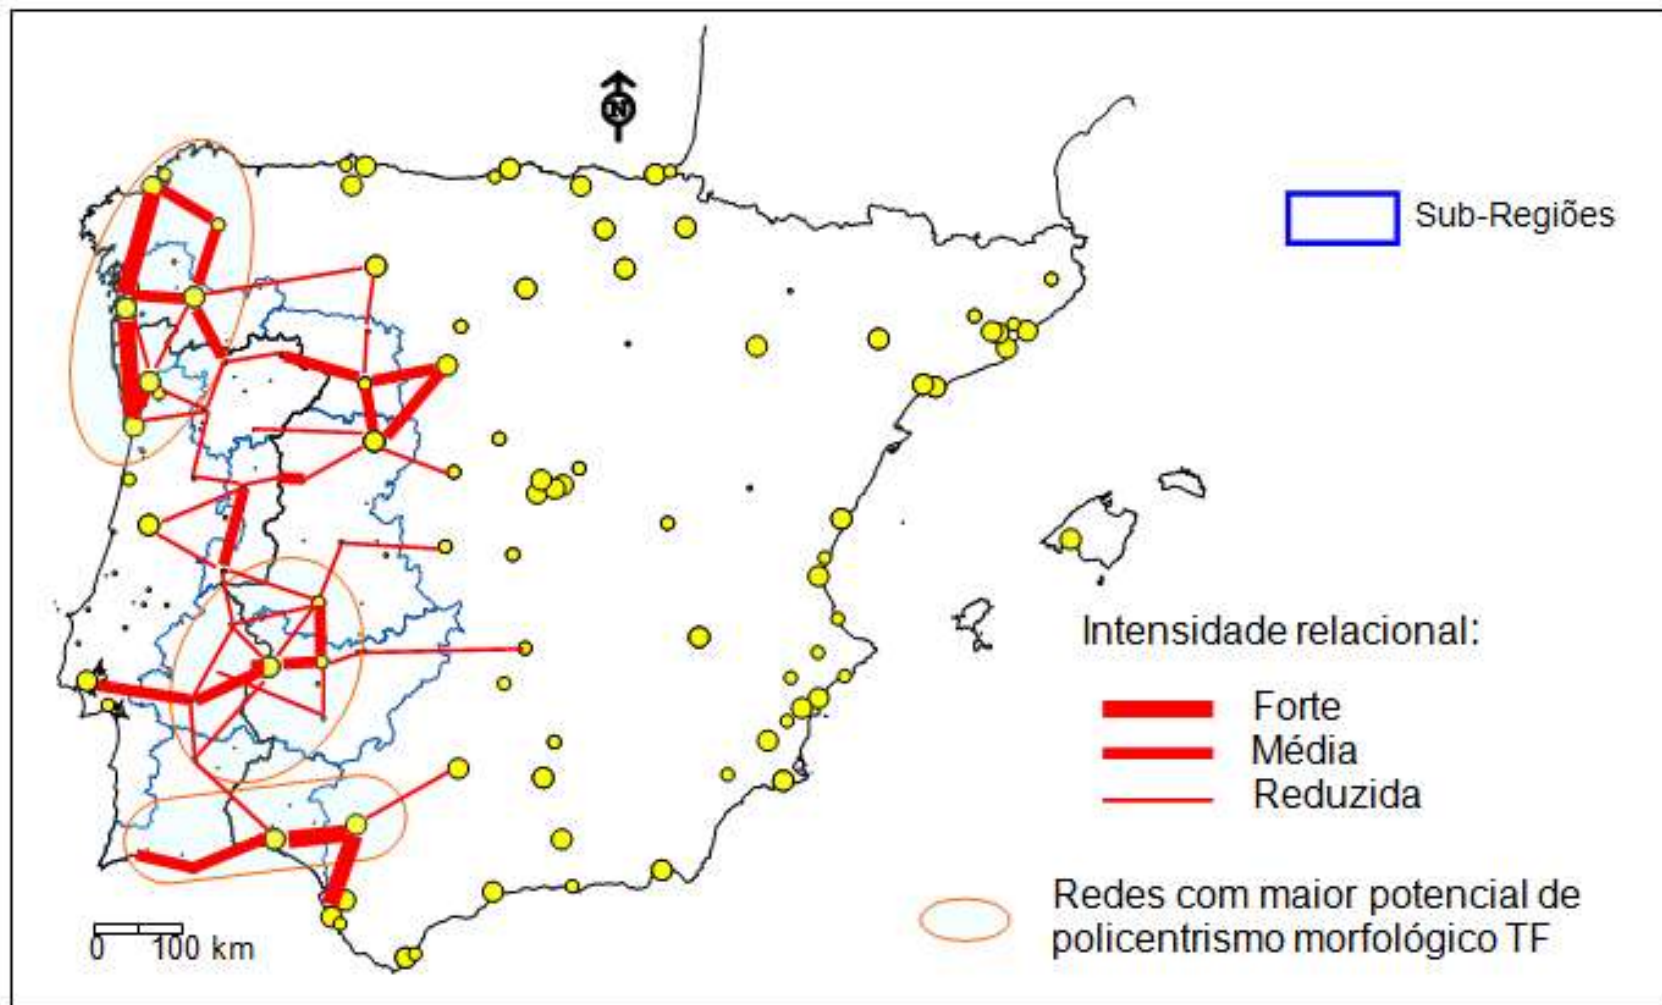 N
Sub-Regiões
Intensidade relacional:
Forte
Média
Reduzida
Redes com maior potencial de
policentrismo morfológico TF
0 100 km